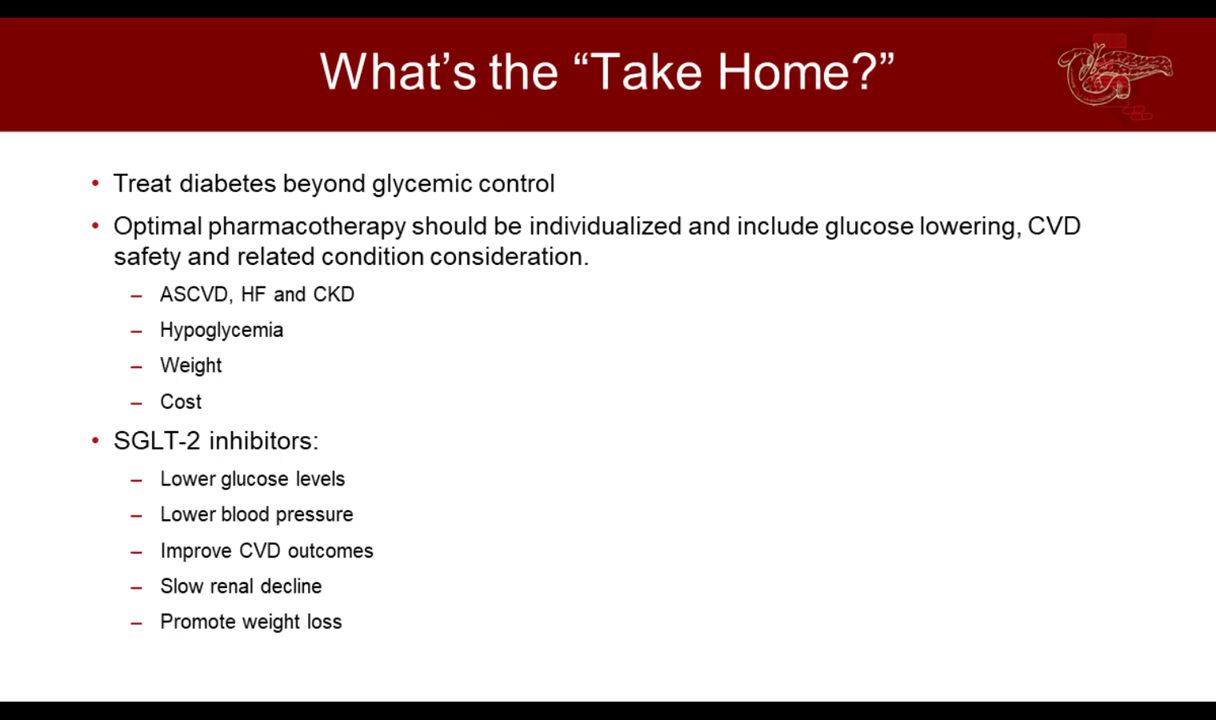 What’s the “Take Home?”
• Treat diabetes beyond glycemic control
• Optimal pharmacotherapy should be individualized and include glucose lowering, CVD
safety and related condition consideration.
– ASCVD, HF and CKD
– Hypoglycemia
– Weight
– Cost
• SGLT-2 inhibitors:
– Lower glucose levels
– Lower blood pressure
– Improve CVD outcomes
– Slow renal decline
– Promote weight loss